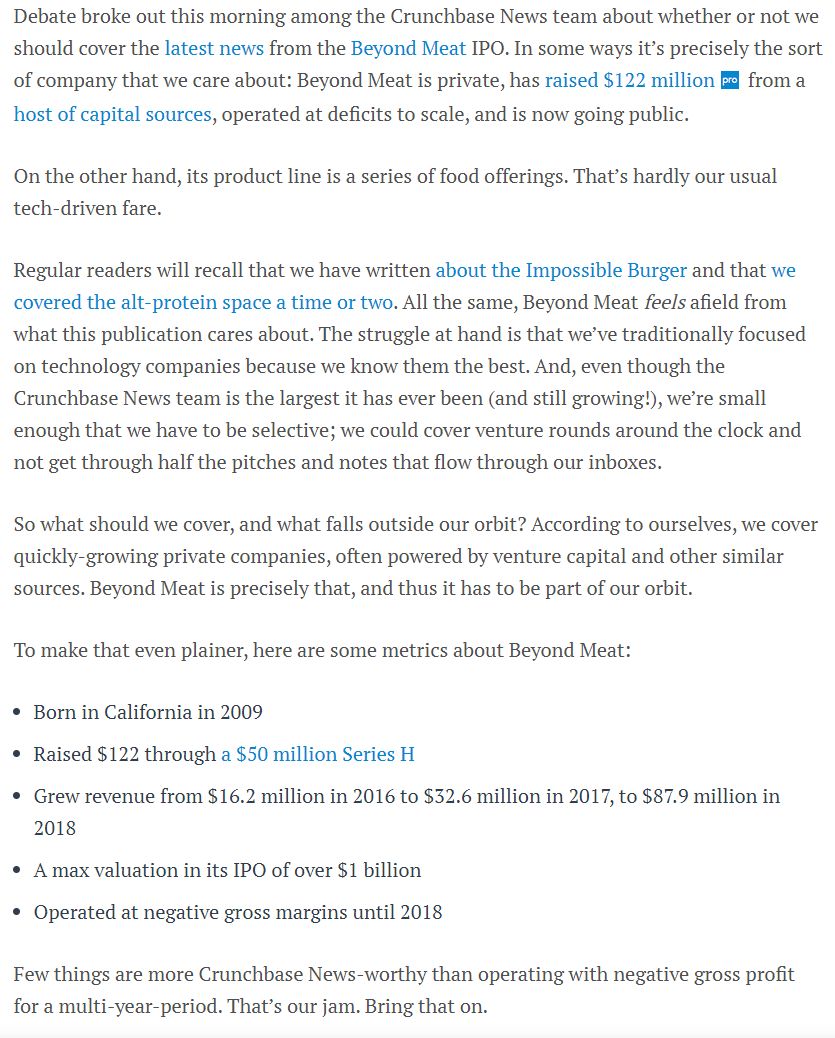 Debate broke out this morning among the Crunchbase News team about whether or not we
should cover the latest news from the Beyond Meat IPO. In some ways it’s precisely the sort
of company that we care about: Beyond Meat is private, has raised $122 million pro from a
host of capital sources, operated at deficits to scale, and is now going public.
On the other hand, its product line is a series of food offerings. That’s hardly our usual
tech-driven fare.
Regular readers will recall that we have written about the Impossible Burger and that we
covered the alt-protein space a time or two. All the same, Beyond Meat feels afield from
what this publication cares about. The struggle at hand is that we’ve traditionally focused
on technology companies because we know them the best. And, even though the
Crunchbase News team is the largest it has ever been (and still growing!), we’re small
enough that we have to be selective; we could cover venture rounds around the clock and
not get through half the pitches and notes that flow through our inboxes.
So what should we cover, and what falls outside our orbit? According to ourselves, we cover
quickly-growing private companies, often powered by venture capital and other similar
sources. Beyond Meat is precisely that, and thus it has to be part of our orbit.
To make that even plainer, here are some metrics about Beyond Meat:
• Born in California in 2009
• Raised $122 through a $50 million Series H
• Grew revenue from $16.2 million in 2016 to $32.6 million in 2017, to $87.9 million in
2018
• A max valuation in its IPO of over $1 billion
• Operated at negative gross margins until 2018
Few things are more Crunchbase News-worthy than operating with negative gross profit
for a multi-year-period. That’s our jam. Bring that on.